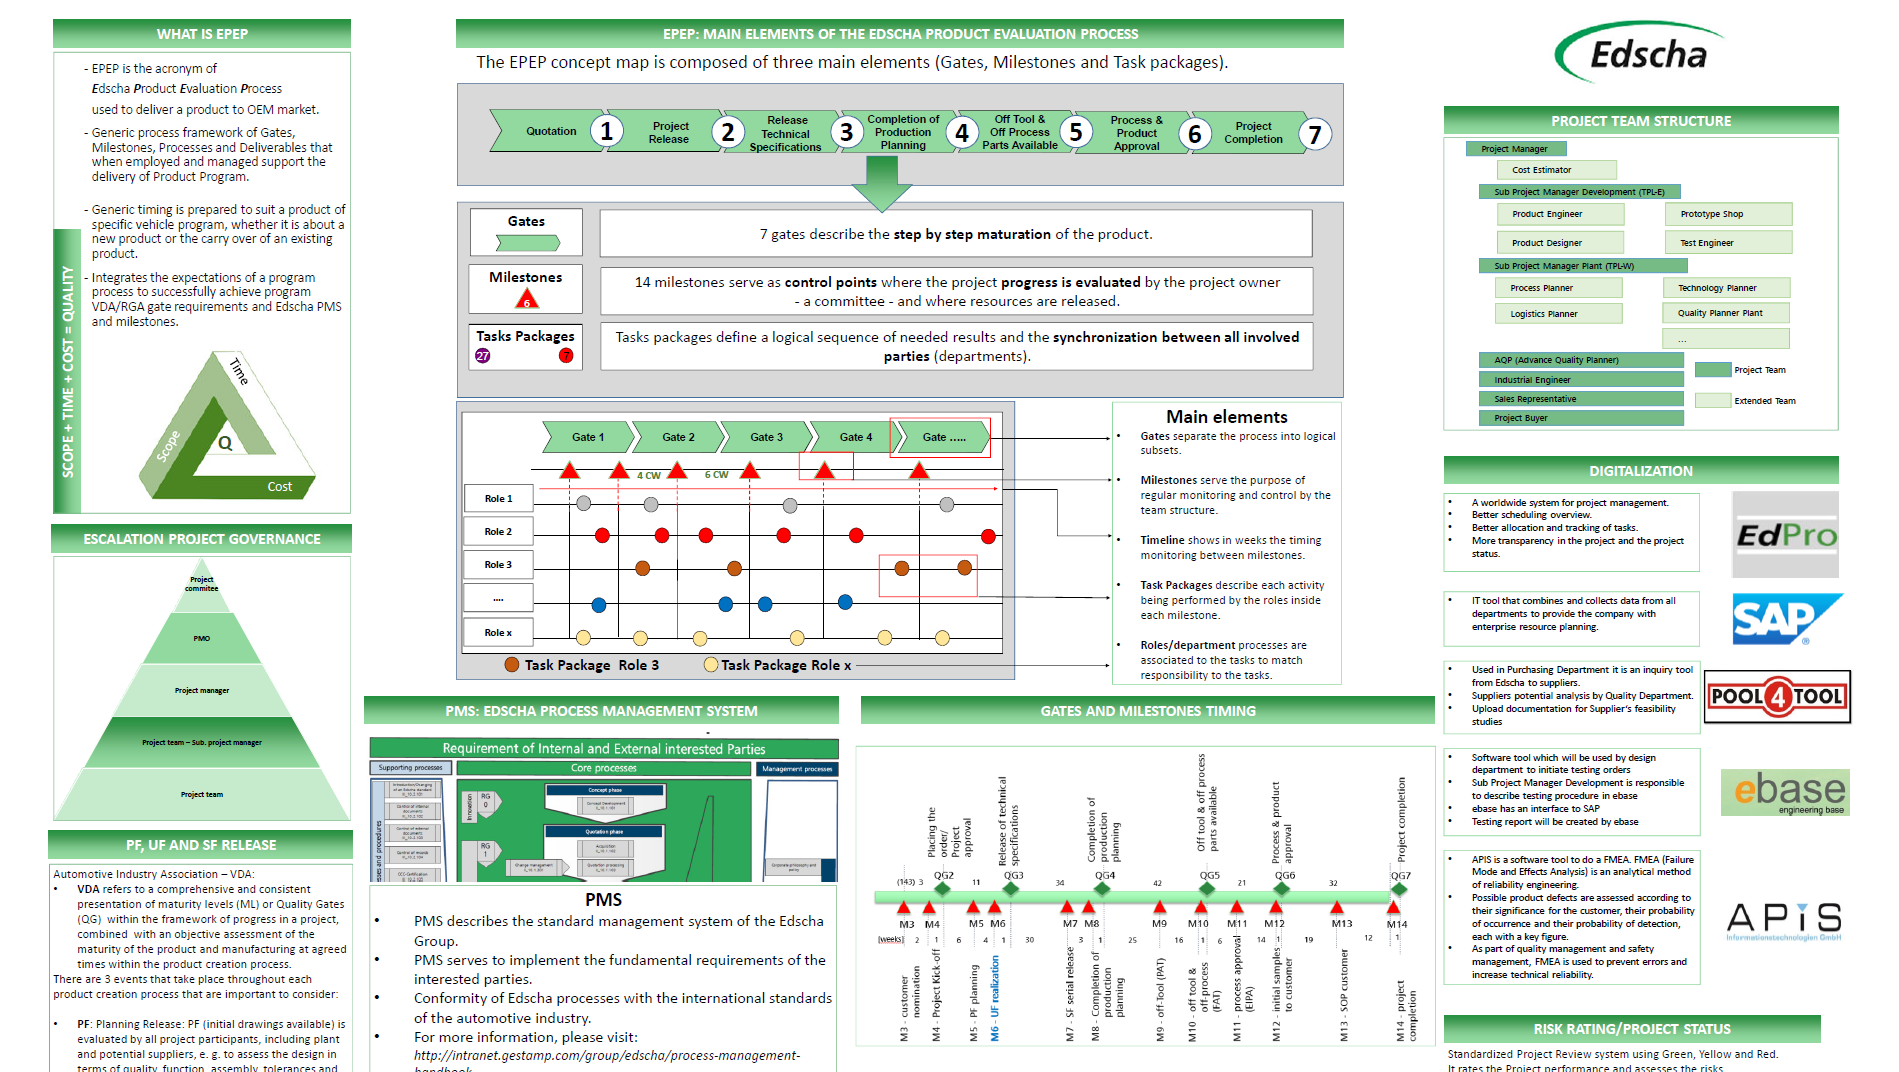 WHAT IS EPEP
- EPEP is the acronym of
Edscha Product Evaluation Process
used to deliver a product to OEM market.
- Generic process framework of Gates,
Milestones, Processes and Deliverables that
when employed and managed support the
delivery of Product Program.
- Generic timing is prepared to suit a product of
specific vehicle program, whether it is about a
new product or the carry over of an existing
product.
- Integrates the expectations of a program
process to successfully achieve program
VDA/RGA gate requirements and Edscha PMS
and milestones.
SCOPE + TIME + COST = QUALITY
Time
Scope
Q
Cost
ESCALATION PROJECT GOVERNANCE
Project
commitee
PMO
Project manager
Project team – Sub. project manager
Project team
PF, UF AND SF RELEASE
Automotive Industry Association – VDA:
• VDA refers to a comprehensive and consistent
presentation of maturity levels (ML) or Quality Gates
(QG) within the framework of progress in a project,
combined with an objective assessment of the
maturity of the product and manufacturing at agreed
times within the product creation process.
There are 3 events that take place throughout each
product creation process that are important to consider:
• PF: Planning Release: PF (initial drawings available) is
evaluated by all project participants, including plant
and potential suppliers, e. g. to assess the design in
terms of quality, function, assembly, tolerances and
EPEP: MAIN ELEMENTS OF THE EDSCHA PRODUCT EVALUATION PROCESS
The EPEP concept map is composed of three main elements (Gates, Milestones and Task packages).
Quotation
1
Project
Release
2
Release
Technical
Specifications
3
Completion of
Production
Planning
4
Off Tool &
Off Process
Parts Available
5
Process &
Product
Approval
6
Project
Completion
7
Gates
7 gates describe the step by step maturation of the product.
Milestones
6
14 milestones serve as control points where the project progress is evaluated by the project owner
- a committee - and where resources are released.
Tasks Packages
27 7
Tasks packages define a logical sequence of needed results and the synchronization between all involved
parties (departments).
Gate 1 Gate 2 Gate 3 Gate 4 Gate .....
4 CW 6 CW
Role 1
Role 2
Role 3
....
Role x
Task Package Role 3 Task Package Role x
Main elements
• Gates separate the process into logical
subsets.
• Milestones serve the purpose of
regular monitoring and control by the
team structure.
• Timeline shows in weeks the timing
monitoring between milestones.
• Task Packages describe each activity
being performed by the roles inside
each milestone.
• Roles/department processes are
associated to the tasks to match
responsibility to the tasks.
PMS: EDSCHA PROCESS MANAGEMENT SYSTEM
Requirement of Internal and External interested Parties
Supporting processes Core processes Management processes
Innovation
RG
0
Concept phase
Concept Development
Quotation phase
RG
1
Acquisition
Change management
Quotation processing
Corporate philosophy and
policy
PMS
• PMS describes the standard management system of the Edscha
Group.
• PMS serves to implement the fundamental requirements of the
interested parties.
• Conformity of Edscha processes with the international standards
of the automotive industry.
• For more information, please visit:
http://intranet.gestamp.com/group/edscha/process-management-
handbook
GATES AND MILESTONES TIMING
Placing the
order/
Project
approval
Release of technical
specifications
Completion of
production
planning
Off tool & off process
parts available
Process & product
approval
Project completion
QG2 QG3 QG4 QG5 QG6 QG7
(143) 3 11 34 42 21 32
M3 M4 M5 M6 M7 M8 M9 M10 M11 M12 M13 M14
(weeks) 2 1 6 4 1 30 3 1 25 16 1 6 14 1 19 12 1
M3 - customer
nomination
M4 - Project Kick-off
M5 - PF planning
M6 - UF realization
M7 - SF serial release
M8 - Completion of
production
planning
M9 - off-Tool (PAT)
M10 - off tool &
off-process
(FAT)
M11 - process approval
(EIPA)
M12 - initial samples
to customer
M13 - SOP customer
M14 - project
completion
Edscha
PROJECT TEAM STRUCTURE
Project Manager
Cost Estimator
Sub Project Manager Development (TPL-E)
Product Engineer Prototype Shop
Product Designer Test Engineer
Sub Project Manager Plant (TPL-W)
Process Planner Technology Planner
Logistics Planner Quality Planner Plant
...
AQP (Advance Quality Planner)
Industrial Engineer
Sales Representative
Project Buyer
Project Team
Extended Team
DIGITALIZATION
• A worldwide system for project management.
• Better scheduling overview.
• Better allocation and tracking of tasks.
• More transparency in the project and the project
status.
EdPro
• IT tool that combines and collects data from all
departments to provide the company with
enterprise resource planning.
SAP®
• Used in Purchasing Department it is an inquiry tool
from Edscha to suppliers.
• Suppliers potential analysis by Quality Department.
• Upload documentation for Supplier's feasibility
studies
POOL 4 TOOL
• Software tool which will be used by design
department to initiate testing orders
• Sub Project Manager Development is responsible
to describe testing procedure in ebase
• ebase has an interface to SAP
• Testing report will be created by ebase
ebase
engineering base
• APIS is a software tool to do a FMEA. FMEA (Failure
Mode and Effects Analysis) is an analytical method
of reliability engineering.
• Possible product defects are assessed according to
their significance for the customer, their probability
of occurrence and their probability of detection,
each with a key figure.
• As part of quality management and safety
management, FMEA is used to prevent errors and
increase technical reliability.
APIS
Informationstechnologien GmbH
RISK RATING/PROJECT STATUS
Standardized Project Review system using Green, Yellow and Red.
It rates the Project performance and assesses the risks